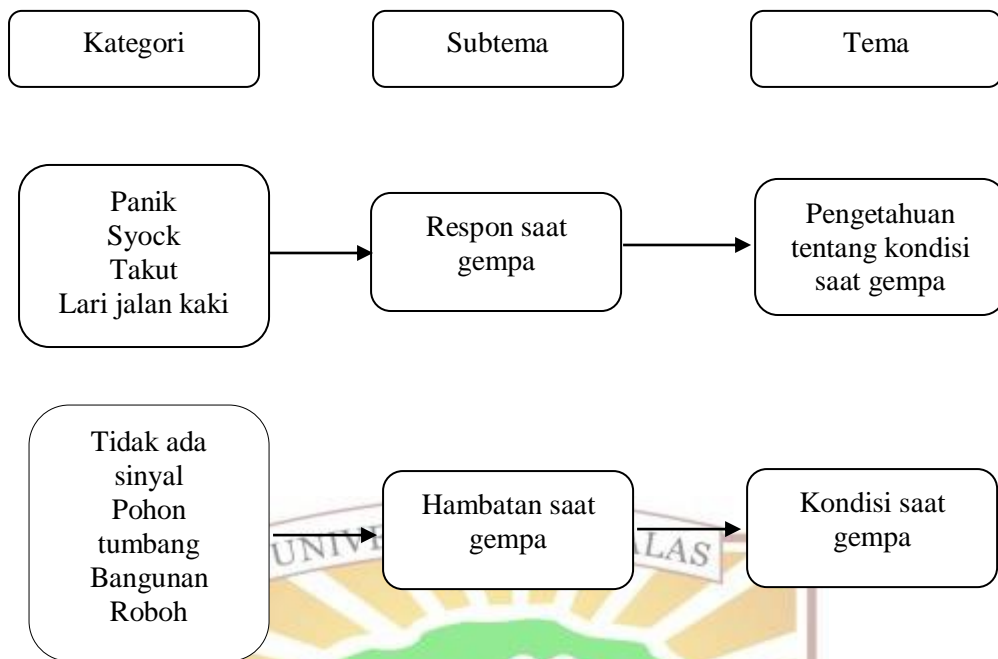 Kategori
Subtema
Tema
Panik
Syock
Takut
Lari jalan kaki
Respon saat
gempa
Pengetahuan
tentang kondisi
saat gempa
Tidak ada
sinyal
Pohon
tumbang
Bangunan
Roboh
Hambatan saat
gempa
Kondisi saat
gempa